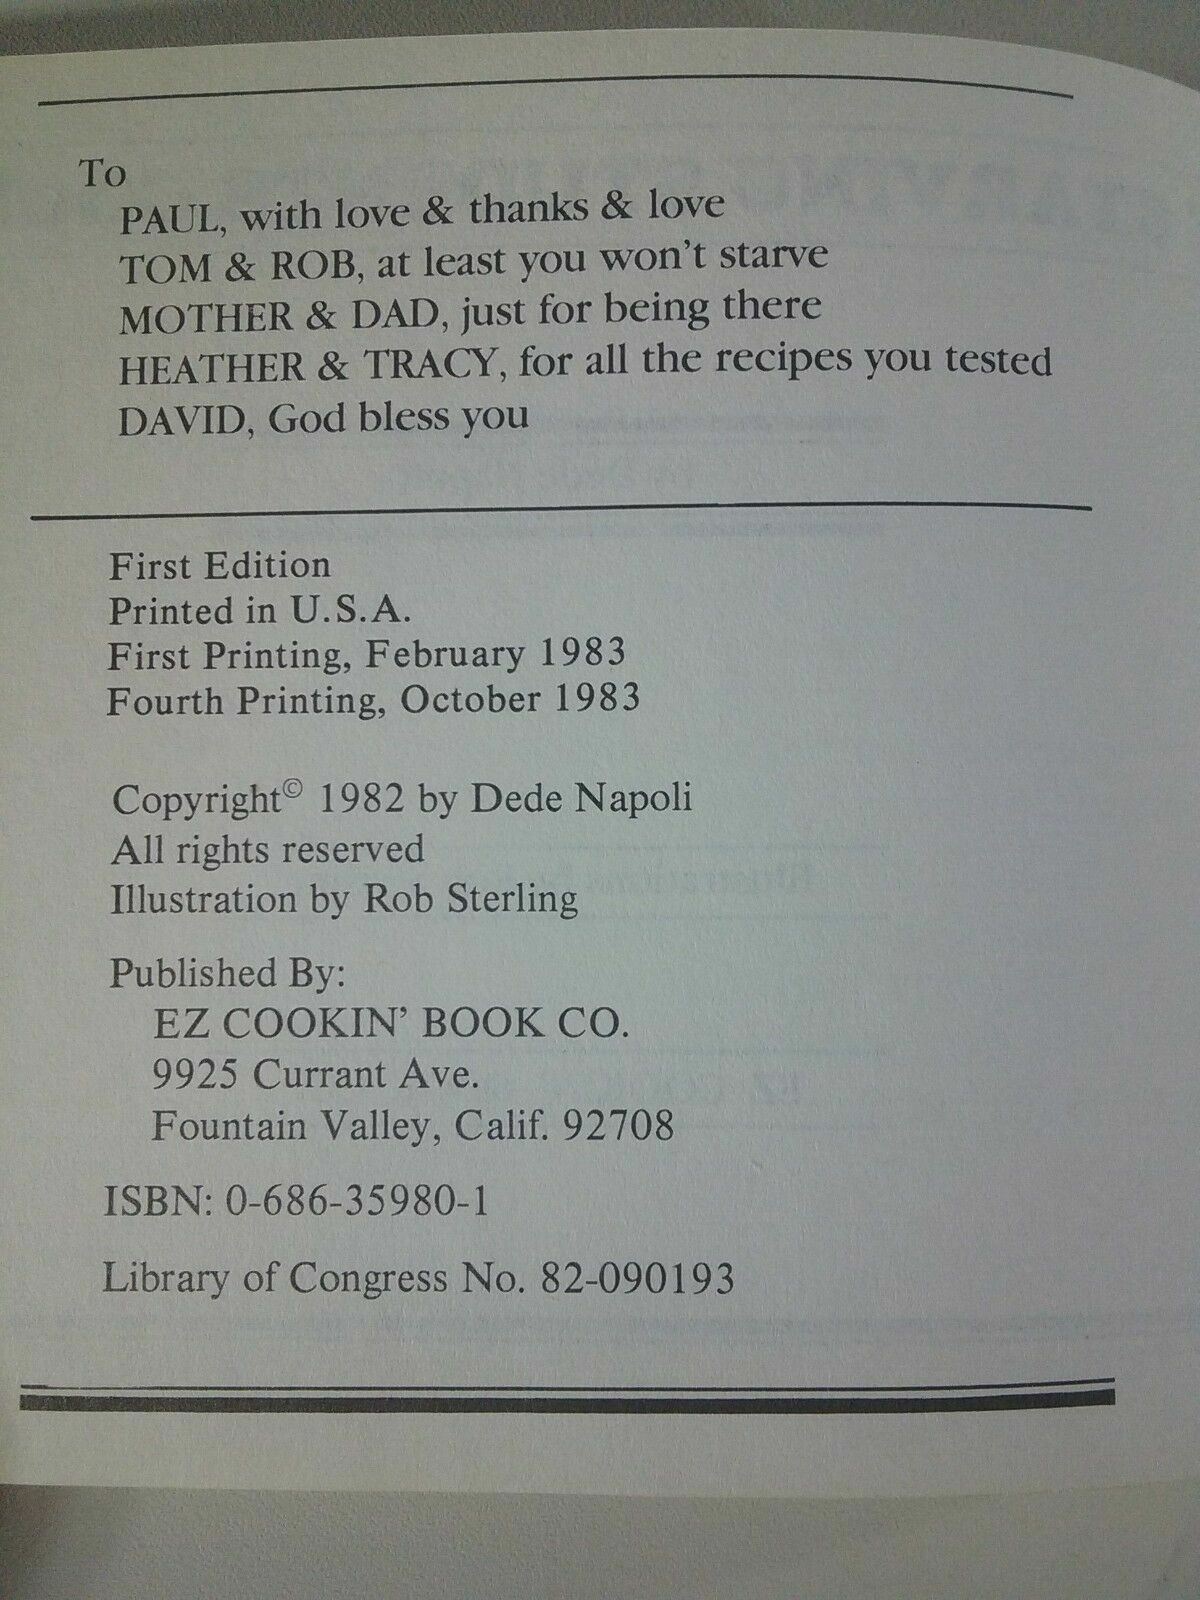 To
PAUL, with love & thanks & love
TOM & ROB, at least you won't starve
MOTHER & DAD, just for being there
HEATHER & TRACY, for all the recipes you tested
DAVID, God bless you
First Edition
Printed in U.S.A.
First Printing, February 1983
Fourth Printing, October 1983
Copyright© 1982 by Dede Napoli
All rights reserved
Illustration by Rob Sterling
Published By:
EZ COOKIN' BOOK CO.
9925 Currant Ave.
Fountain Valley, Calif. 92708
ISBN: 0-686-35980-1
Library of Congress No. 82-090193